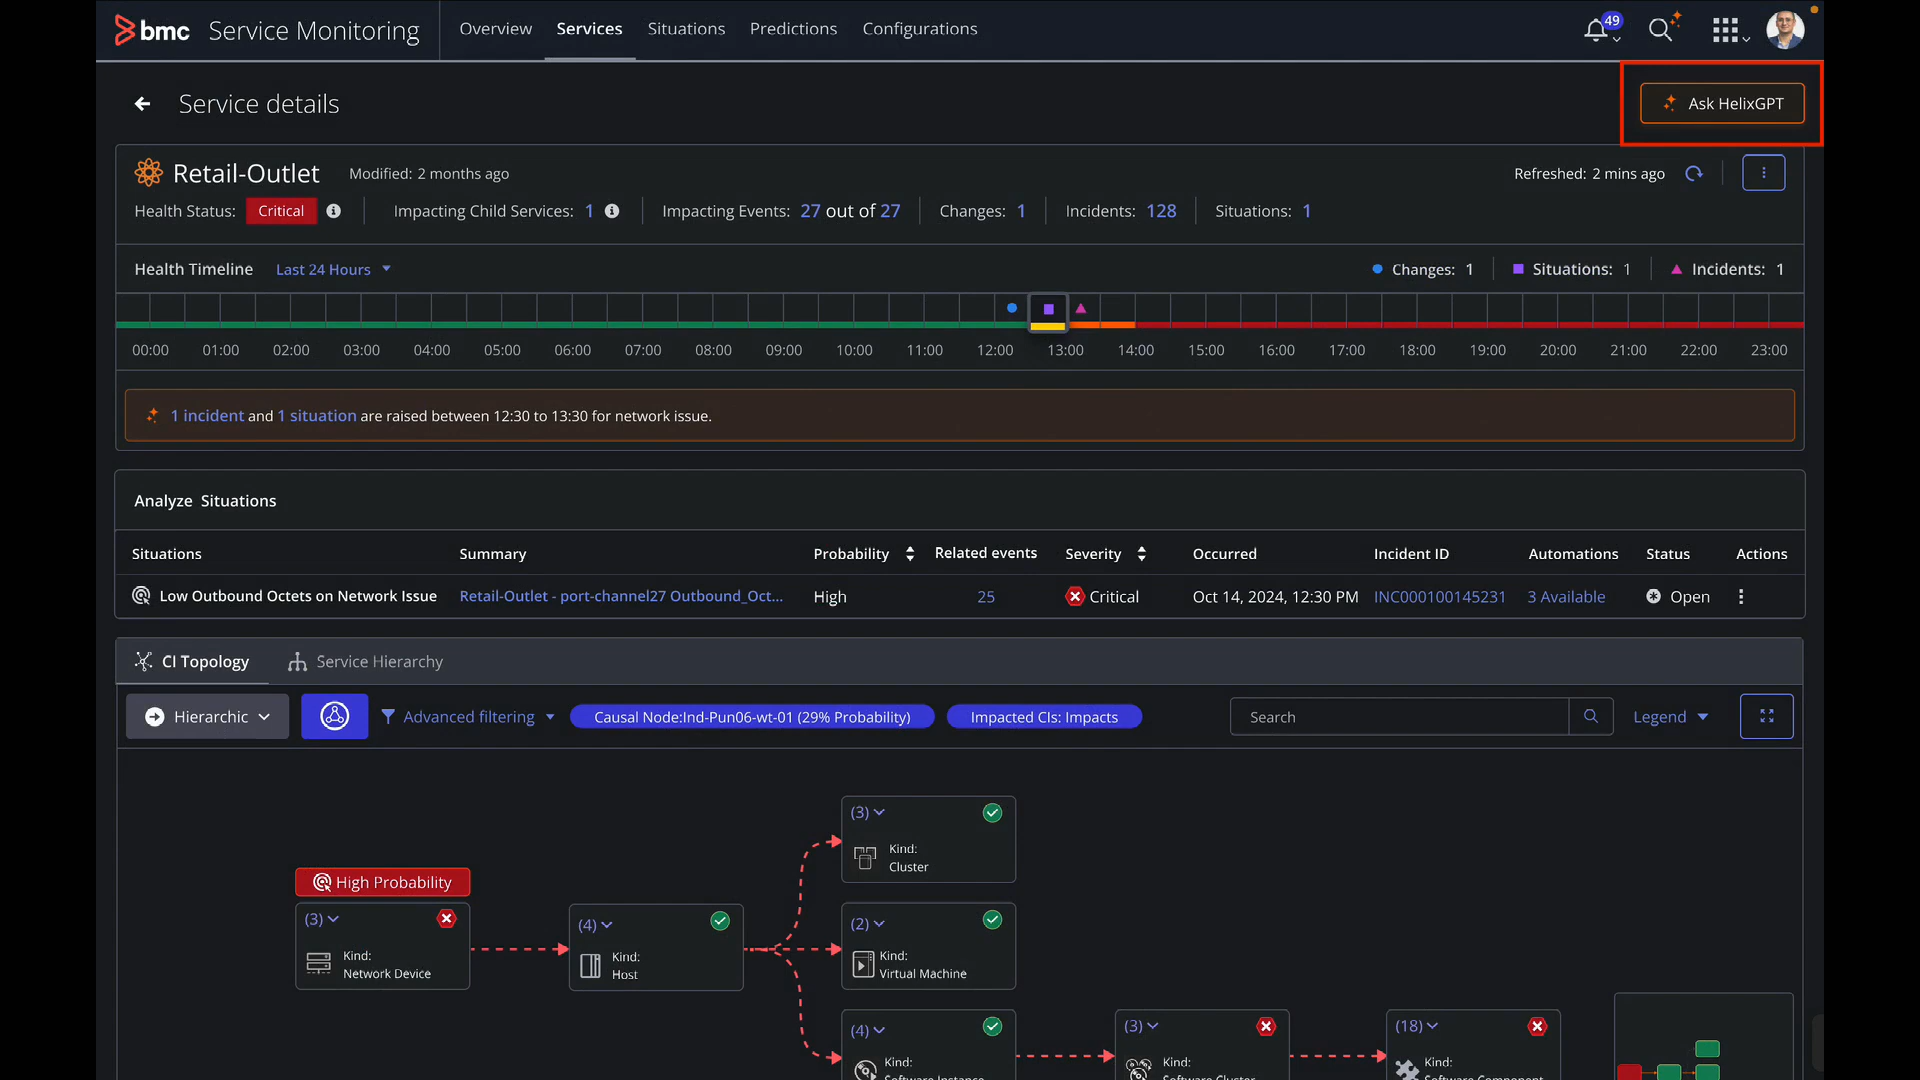 bmc Service Monitoring Overview Services Situations Predictions Configurations 49
Service details Ask HelixGPT
Retail-Outlet Modified: 2 months ago Refreshed: 2 mins ago
Health Status: Critical Impacting Child Services: 1 Impacting Events: 27 out of 27 Changes: 1 Incidents: 128 Situations: 1
Health Timeline Last 24 Hours Changes: 1 Situations: 1 Incidents: 1
00:00 01:00 02:00 03:00 04:00 05:00 06:00 07:00 08:00 09:00 10:00 11:00 12:00 13:00 14:00 15:00 16:00 17:00 18:00 19:00 20:00 21:00 22:00 23:00
1 incident and 1 situation are raised between 12:30 to 13:30 for network issue.
Analyze Situations
Situations Summary Probability Related events Severity Occurred Incident ID Automations Status Actions
Low Outbound Octets on Network Issue Retail-Outlet - port-channel27 Outbound_Oct... High 25 Critical Oct 14, 2024, 12:30 PM INC000100145231 3 Available Open
CI Topology Service Hierarchy
Hierarchic Advanced filtering Causal Node:Ind-Pun06-wt-01 (29% Probability) Impacted CIs: Impacts Search Legend
(3)
Kind:
Cluster
High Probability
(3)
Kind:
Network Device
(4)
Kind:
Host
(2)
Kind:
Virtual Machine
(4)
Kind:
Software Instance
(3)
Kind:
Software Cluster
(18)
Kind:
Software Component